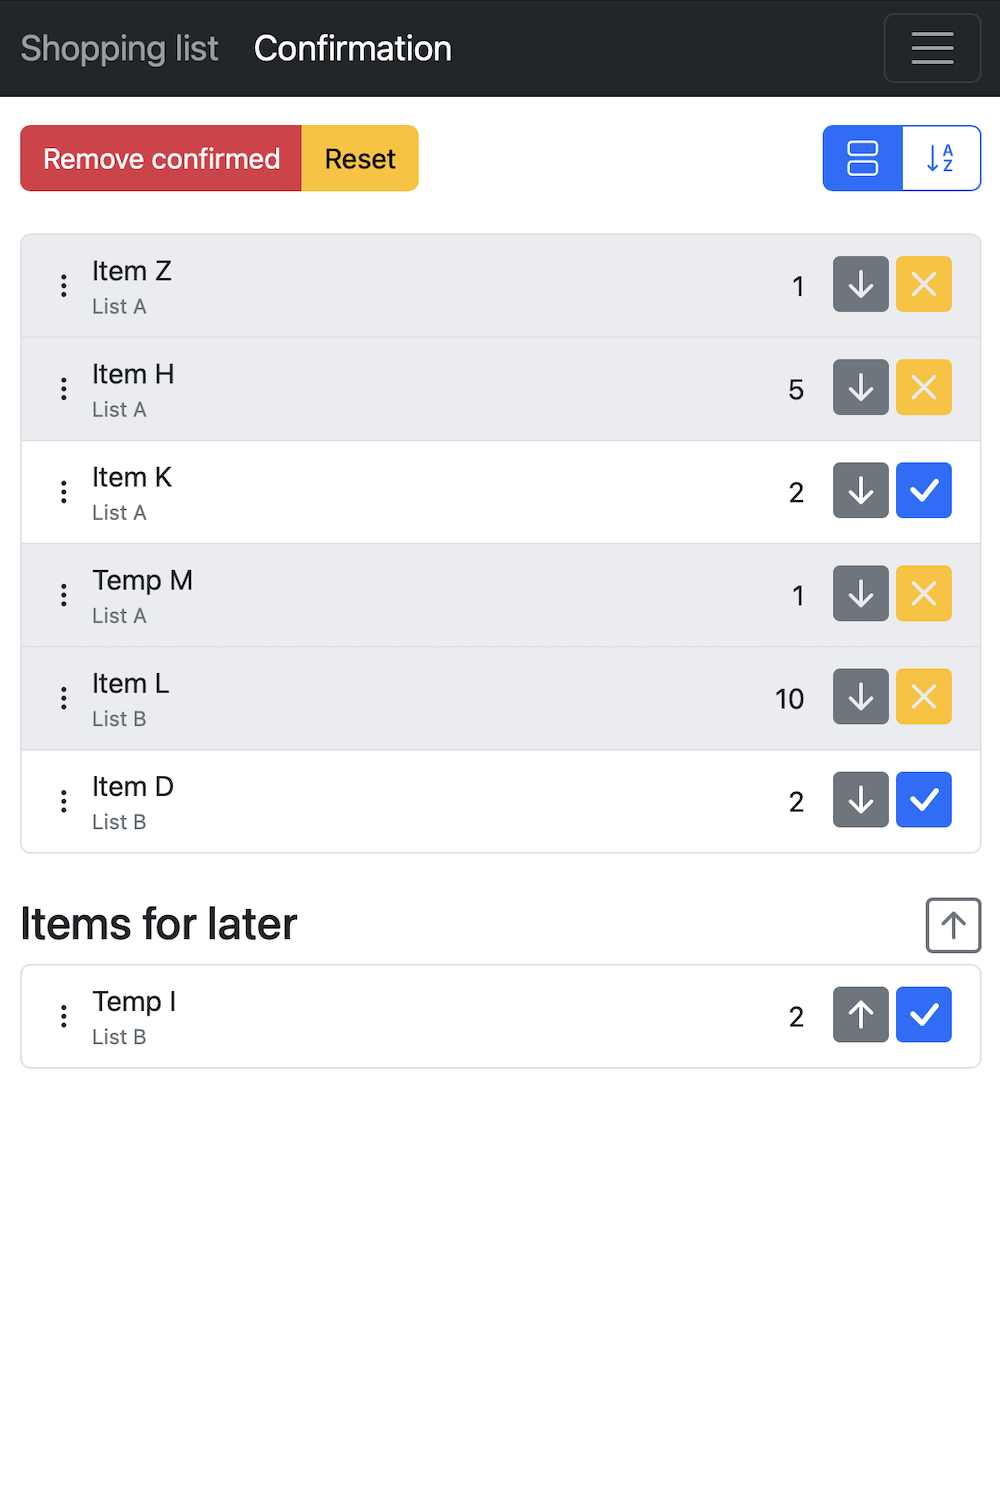 Shopping list Confirmation
Remove confirmed Reset
A
Z
Item Z
List A
1
Item H
List A
5
Item K
List A
2
Temp M
List A
1
Item L
List B
10
Item D
List B
2
Items for later
Temp I
List B
2